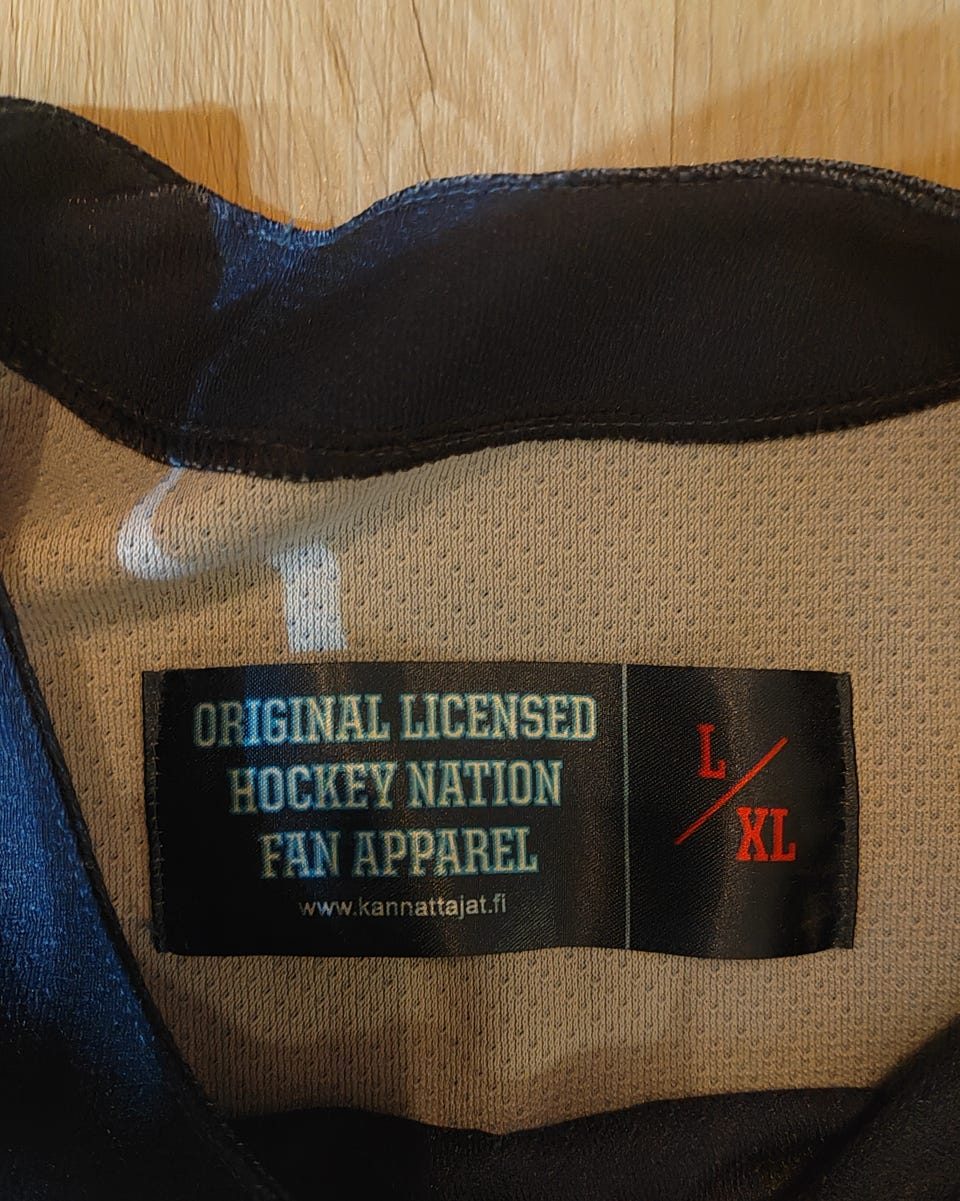 ORIGINAL LICENSED
HOCKEY NATION
FAN APPAREL
www.kannattajat.fi
L/XL